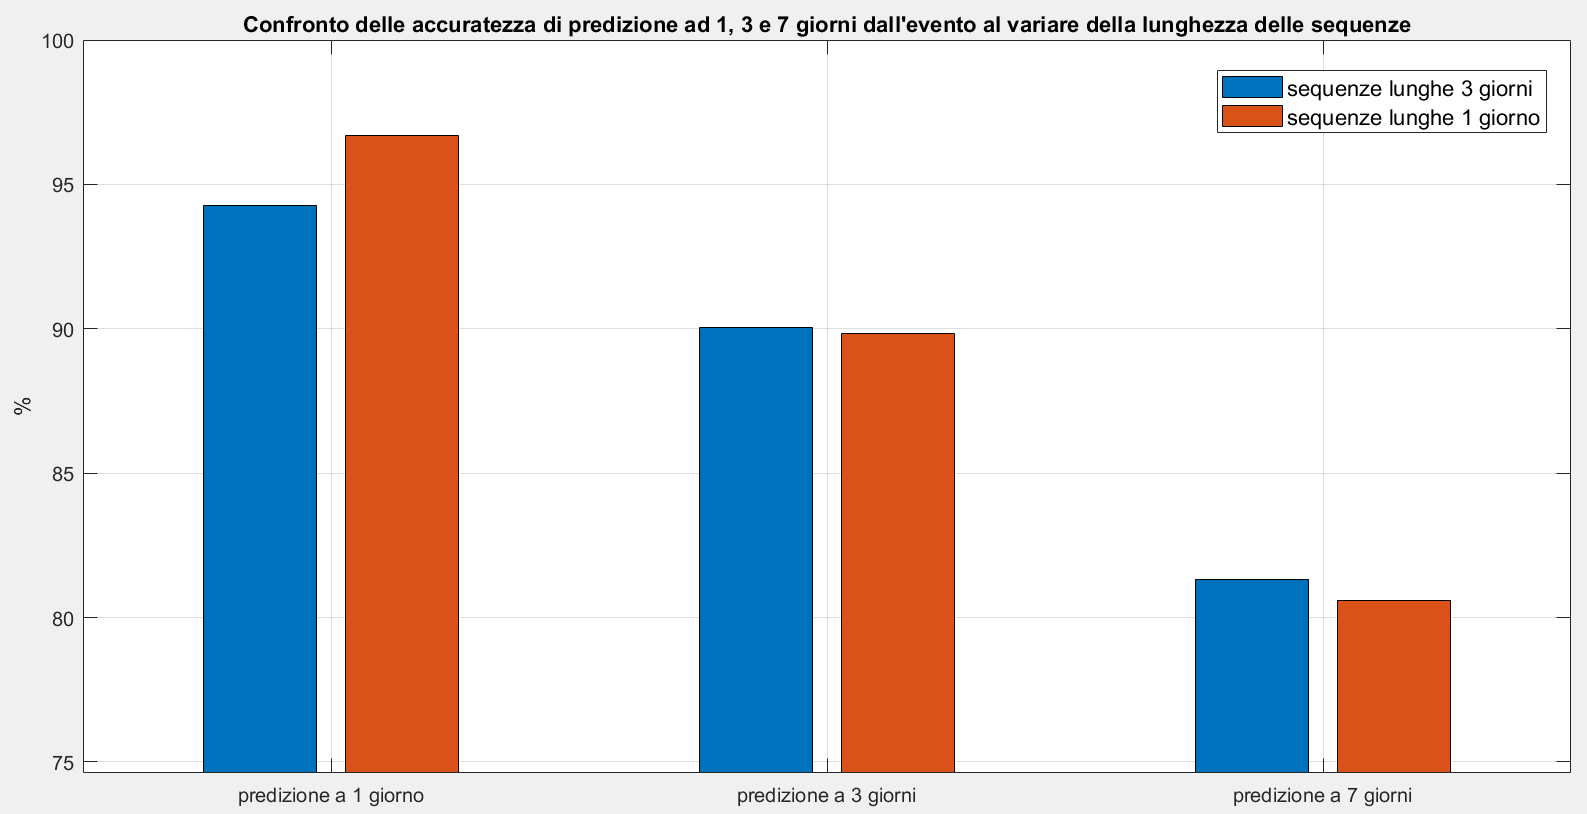 Confronto delle accuratezza di predizione ad 1, 3 e 7 giorni dall'evento al variare della lunghezza delle sequenze
100
95
90
85
80
75
%
sequenze lunghe 3 giorni
sequenze lunghe 1 giorno
predizione a 1 giorno
predizione a 3 giorni
predizione a 7 giorni